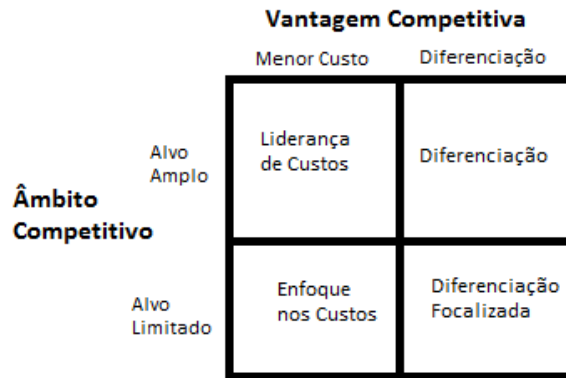 Vantagem Competitiva
Menor Custo
Diferenciação
Alvo
Amplo
Liderança
de Custos
Diferenciação
Âmbito
Competitivo
Alvo
Limitado
Enfoque
nos Custos
Diferenciação
Focalizada